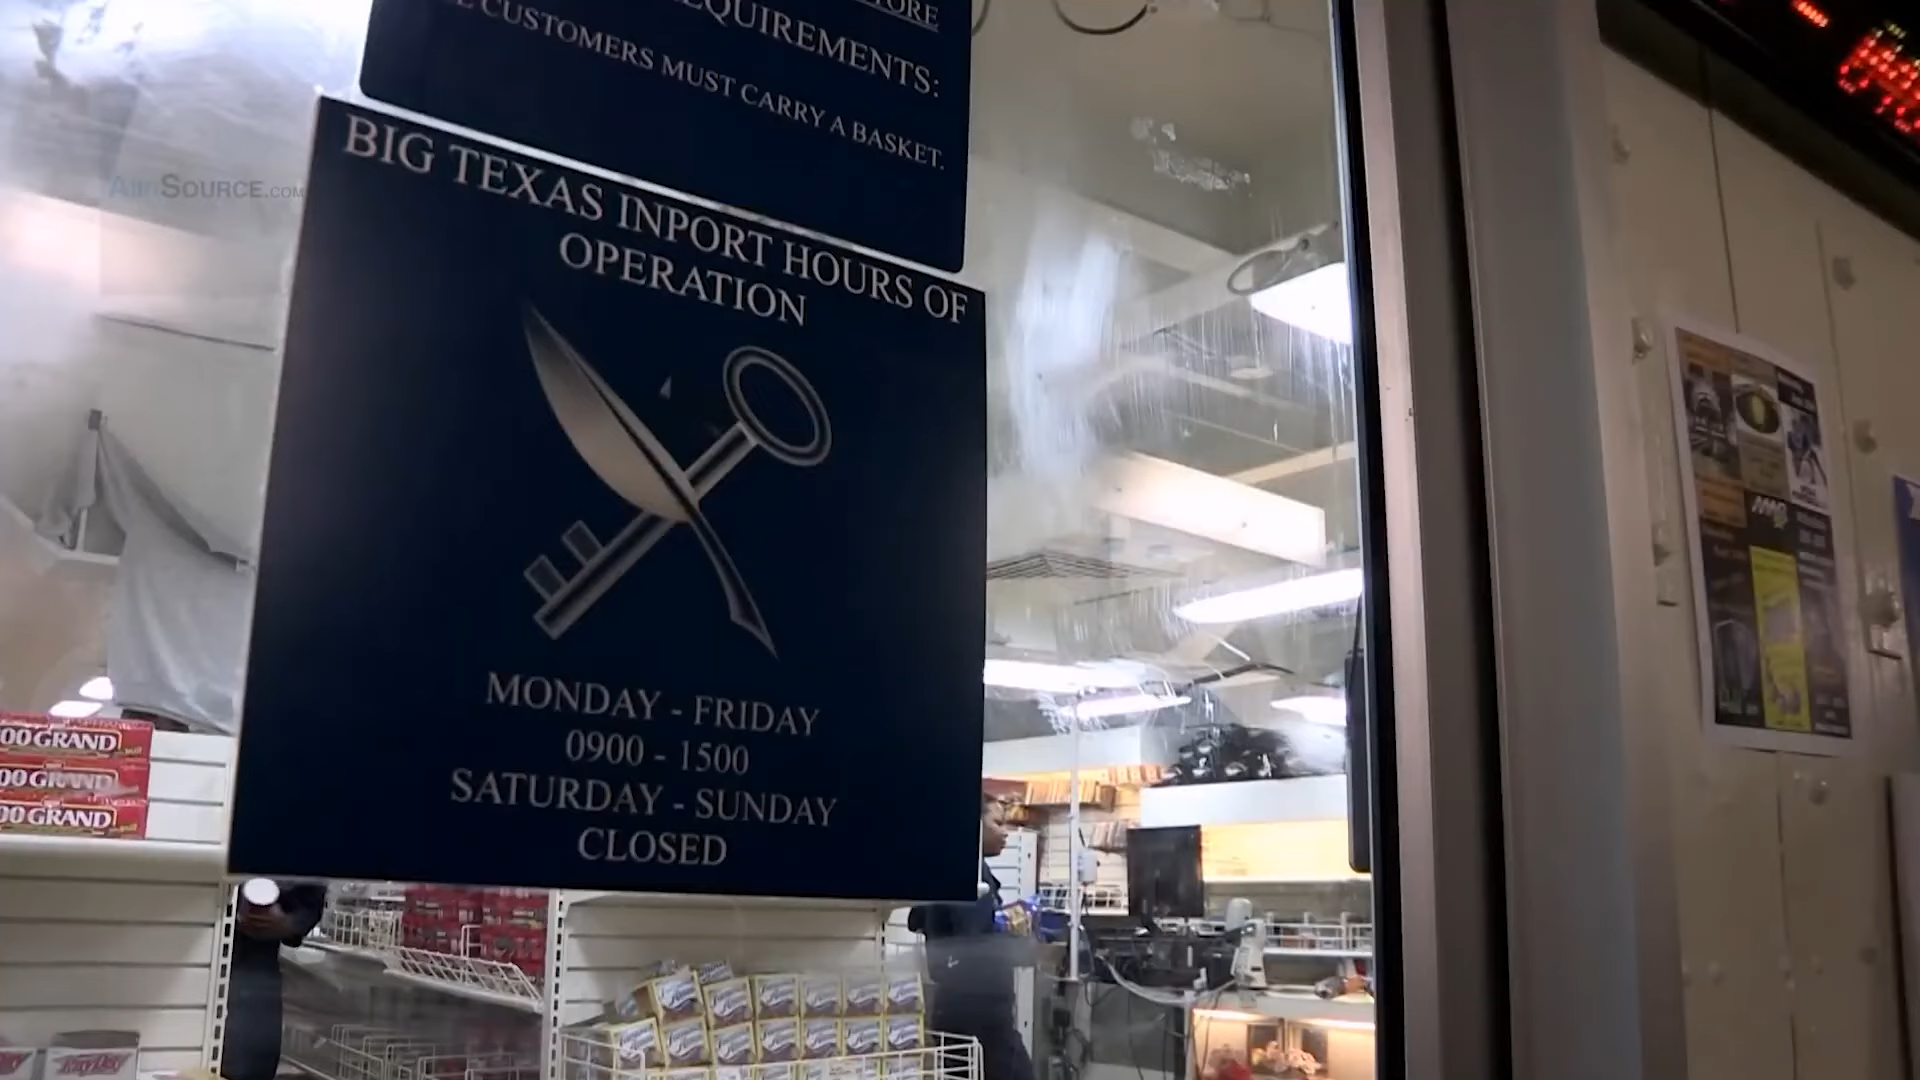 REQUIREMENTS:
CUSTOMERS MUST CARRY A BASKET.
BIG TEXAS INPORT HOURS OF
OPERATION
AIRSOURCE.COM
MONDAY - FRIDAY
0900 - 1500
SATURDAY - SUNDAY
CLOSED
00 GRAND
00 GRAND
00 GRAND
PayDay